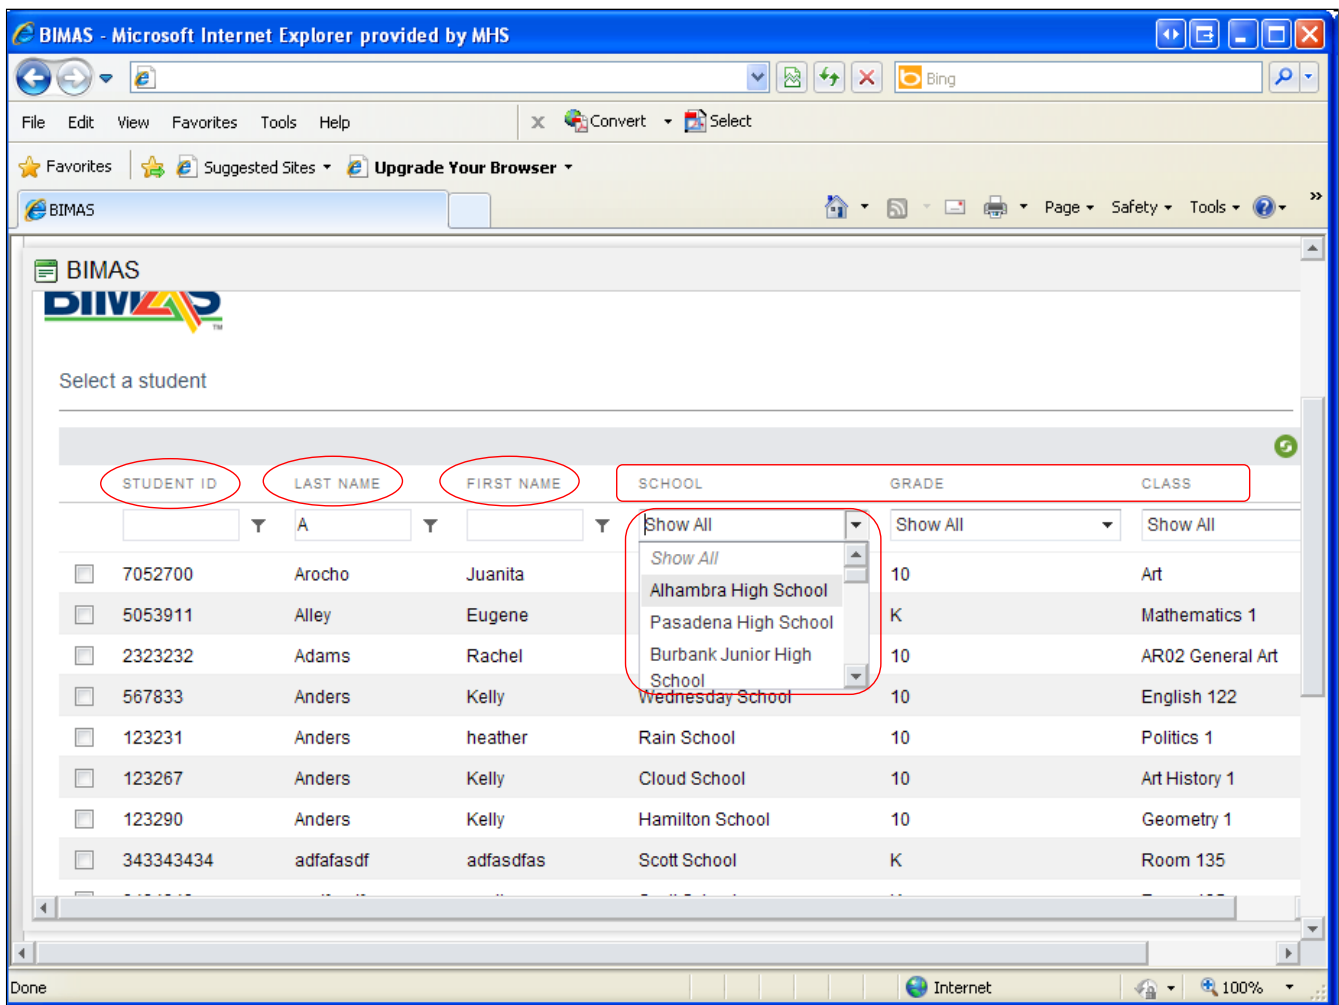 BIMAS - Microsoft Internet Explorer provided by MHS
Bing
File Edit View Favorites Tools Help x Convert Select
Favorites Suggested Sites Upgrade Your Browser
BIMAS Page Safety Tools »
BIMAS
BIMAS TM
Select a student
STUDENT ID LAST NAME FIRST NAME SCHOOL GRADE CLASS
A Show All Show All Show All
Show All
7052700 Arocho Juanita Alhambra High School 10 Art
5053911 Alley Eugene Pasadena High School K Mathematics 1
2323232 Adams Rachel Burbank Junior High 10 AR02 General Art
School
567833 Anders Kelly Wednesday School 10 English 122
123231 Anders heather Rain School 10 Politics 1
123267 Anders Kelly Cloud School 10 Art History 1
123290 Anders Kelly Hamilton School 10 Geometry 1
343343434 adfafasdf adfasdfas Scott School K Room 135
Done Internet 100%